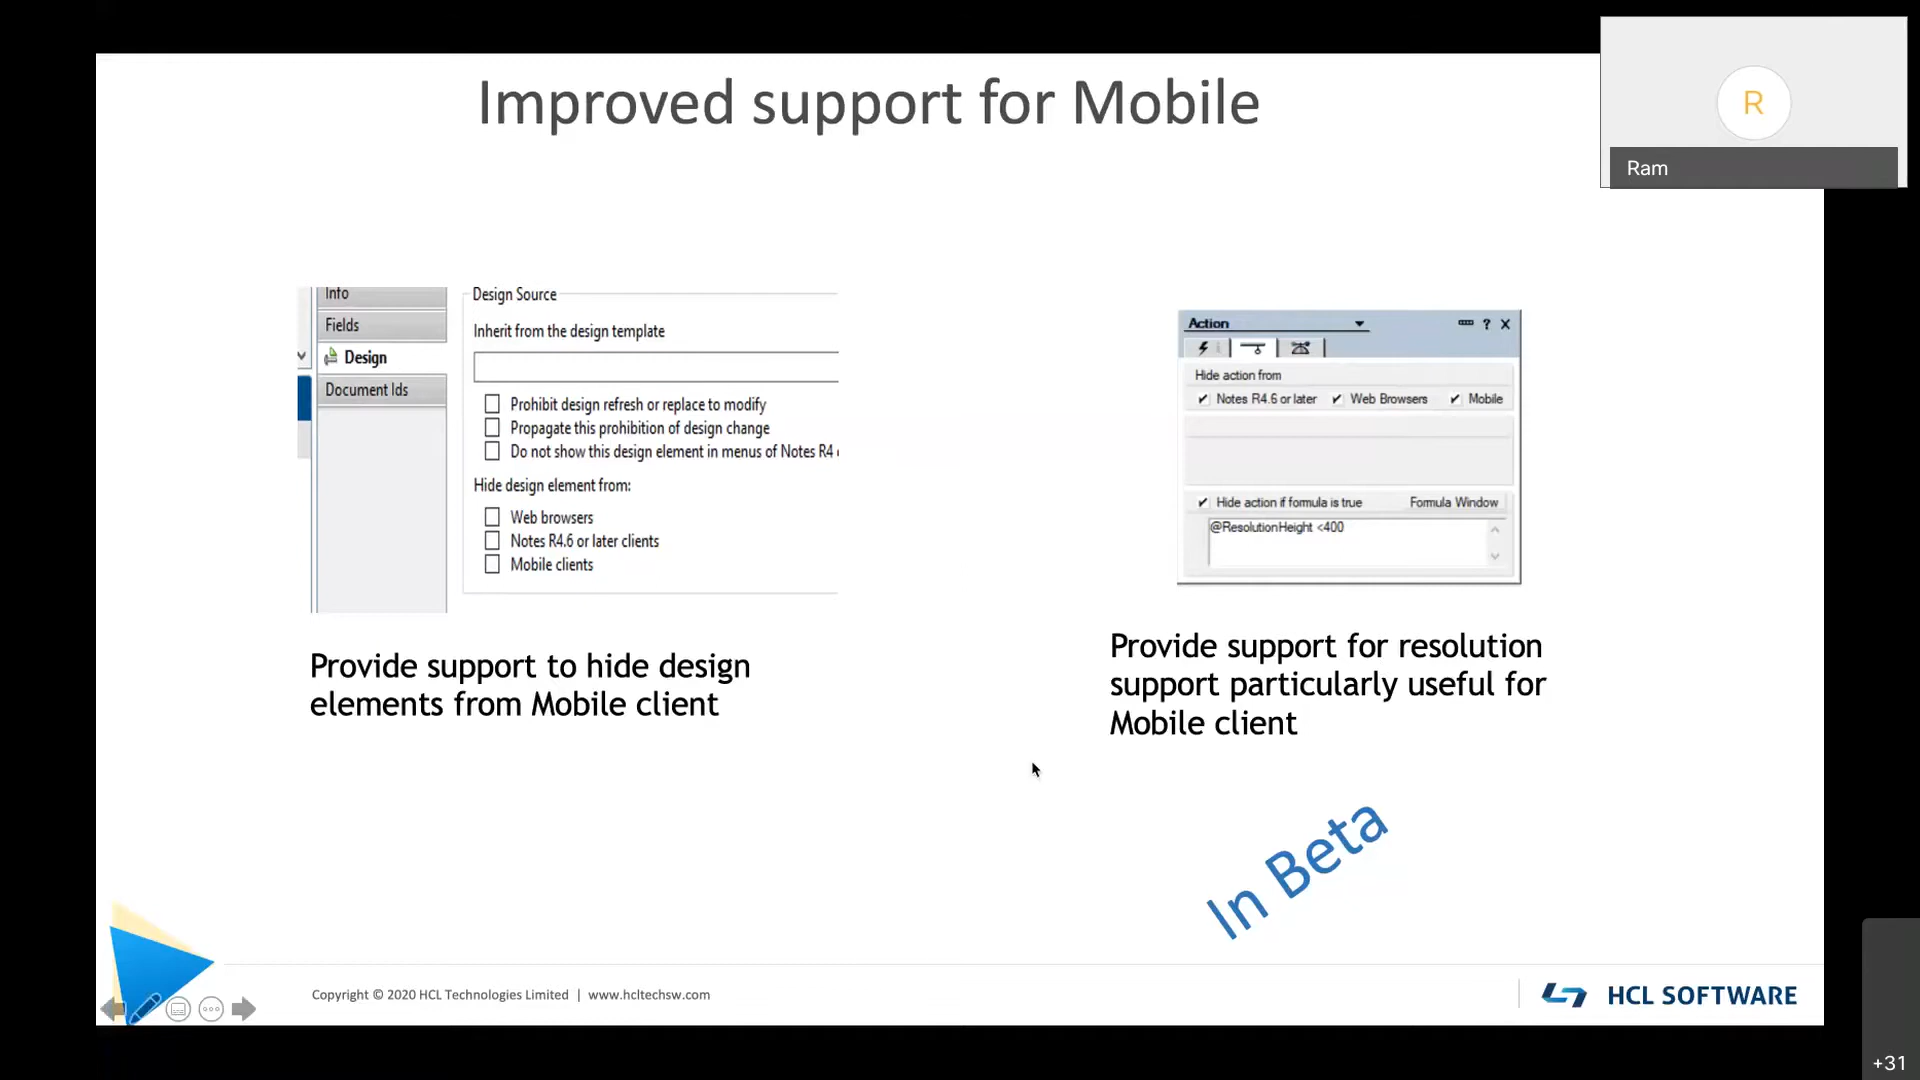 Improved support for Mobile
R
Ram
Info
Fields
Design
Document Ids
Design Source
Inherit from the design template
Prohibit design refresh or replace to modify
Propagate this prohibition of design change
Do not show this design element in menus of Notes R4
Hide design element from:
Web browsers
Notes R4.6 or later clients
Mobile clients
Provide support to hide design
elements from Mobile client
Action
? X
Hide action from
Notes R4.6 or later Web Browsers Mobile
Hide action if formula is true Formula Window
@ResolutionHeight <400
Provide support for resolution
support particularly useful for
Mobile client
In Beta
Copyright © 2020 HCL Technologies Limited | www.hcltechsw.com
HCL SOFTWARE
+31